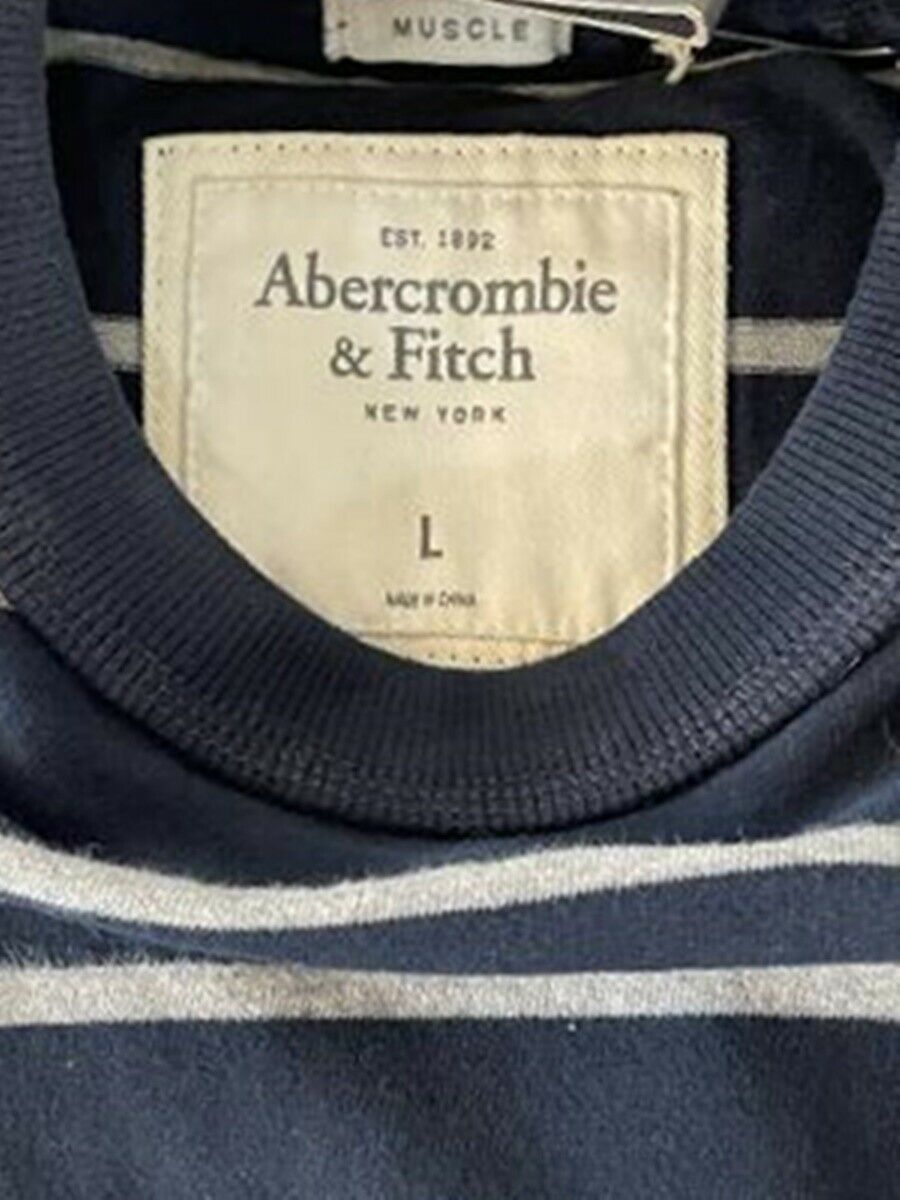 MUSCLE
EST. 1892
Abercrombie
& Fitch
NEW YORK
L
MADE IN CHINA